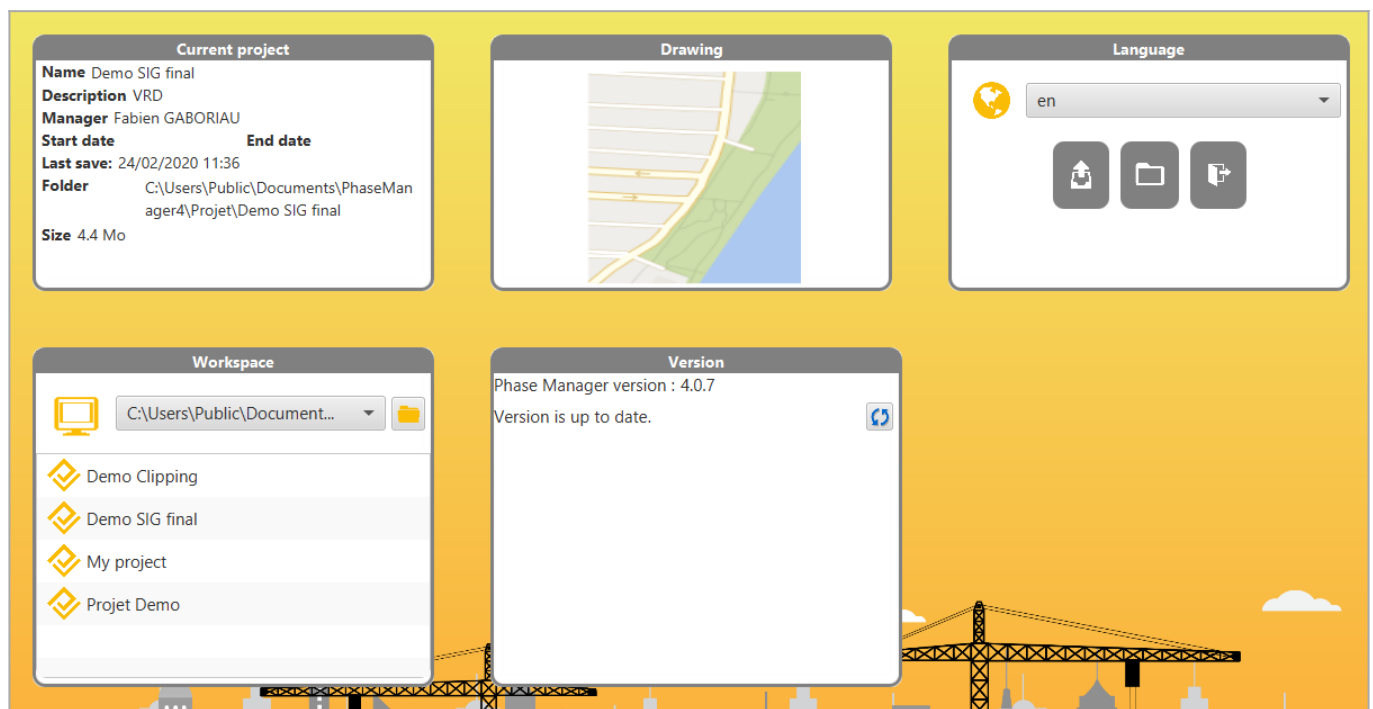 Current project
Name Demo SIG final
Description VRD
Manager Fabien GABORIAU
Start date End date
Last save: 24/02/2020 11:36
Folder C:\Users\Public\Documents\PhaseMan
ager4\Projet\Demo SIG final
Size 4.4 Mo
Drawing
Language
en
Workspace
C:\Users\Public\Document...
Demo Clipping
Demo SIG final
My project
Projet Demo
Version
Phase Manager version : 4.0.7
Version is up to date.